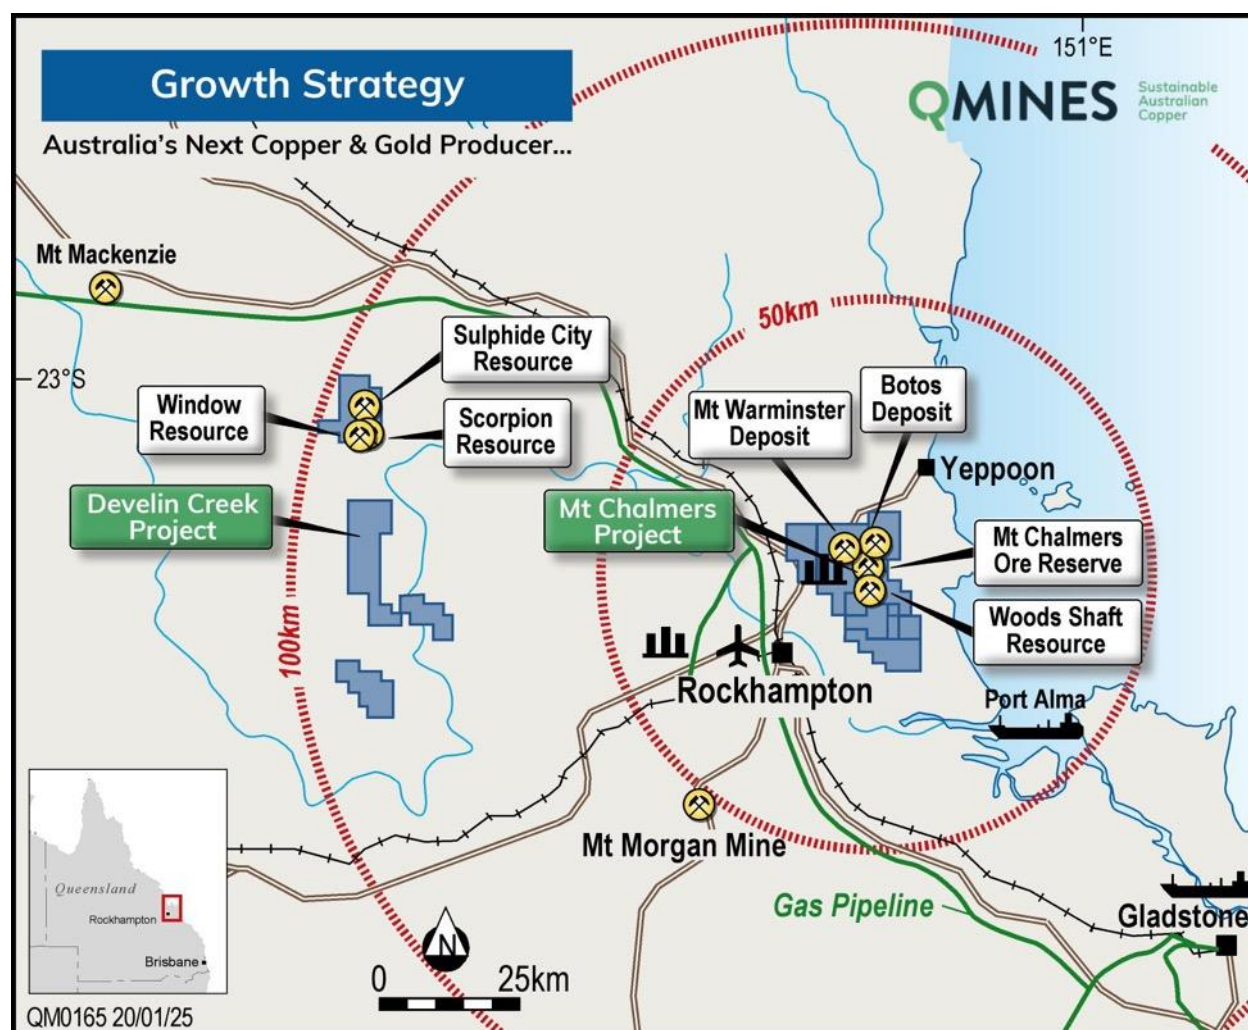 Growth Strategy
Australia's Next Copper & Gold Producer...
151°E
QMINES
Sustainable
Australian
Copper
Mt Mackenzie
23°S
50km
Sulphide City
Resource
Window
Resource
Scorpion
Resource
Mt Warminster
Deposit
Botos
Deposit
Yeppoon
Develin Creek
Project
Mt Chalmers
Project
Mt Chalmers
Ore Reserve
Woods Shaft
Resource
100km
Rockhampton
Port Alma
Mt Morgan Mine
Gas Pipeline
Gladstone
Queensland
Rockhampton
Brisbane
N
0 25km
QM0165 20/01/25